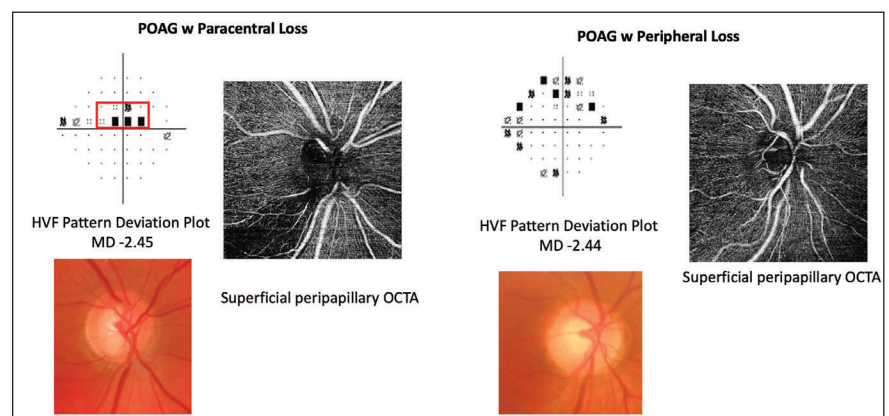 POAG w Paracentral Loss
HVF Pattern Deviation Plot
MD -2.45
Superficial peripapillary OCTA
POAG w Peripheral Loss
HVF Pattern Deviation Plot
MD -2.44
Superficial peripapillary OCTA